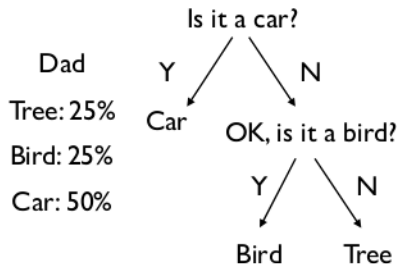 Is it a car?
Dad
Y
N
Tree: 25%
Car
OK, is it a bird?
Bird: 25%
Y
N
Car: 50%
Bird
Tree